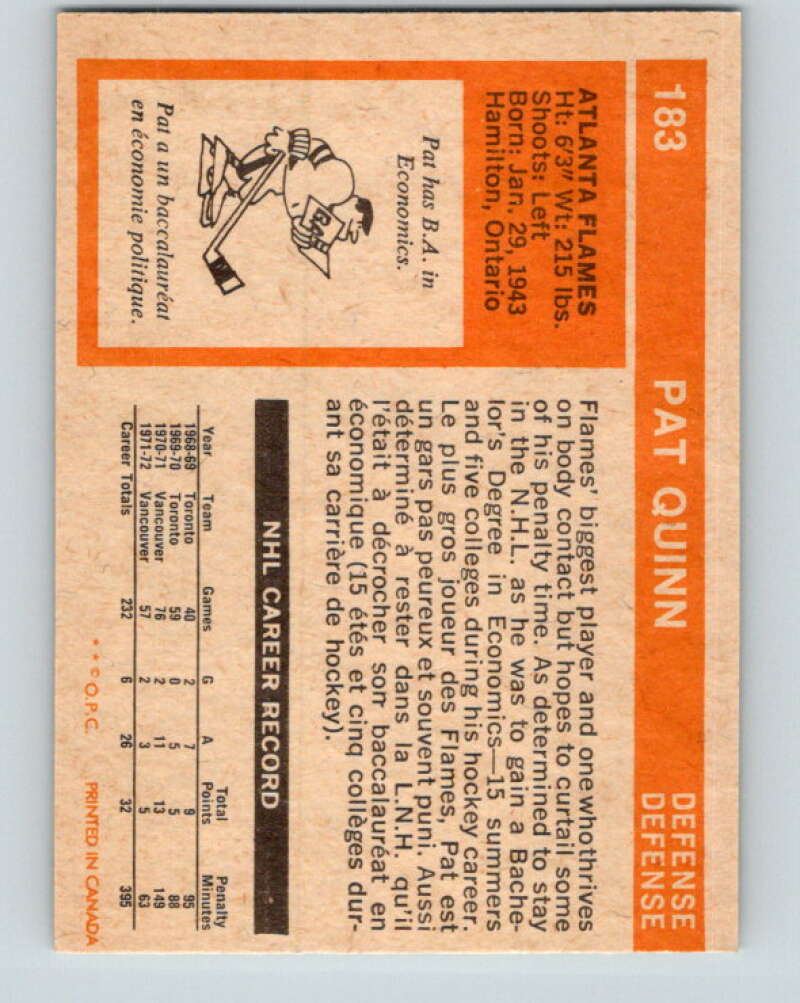 183 PAT QUINN DEFENSE
DEFENSE
ATLANTA FLAMES
Ht: 6'3" Wt: 215 lbs.
Shoots: Left
Born: Jan. 29, 1943
Hamilton, Ontario
Pat has B.A. in
Economics.
Pat a un baccalauréat
en économie politique.
Flames' biggest player and one who thrives
on body contact but hopes to curtail some
of his penalty time. As determined to stay
in the N.H.L. as he was to gain a Bache-
lor's Degree in Economics—15 summers
and five colleges during his hockey career.
Le plus gros joueur des Flames, Pat est
un gars pas peureux et souvent puni. Aussi
déterminé à rester dans la L.N.H. qu'il
l'était à décrocher son baccalauréat en
économique (15 étés et cinq collèges dur-
ant sa carrière de hockey).
NHL CAREER RECORD
Year Team Games G A Total Points Penalty Minutes
1968-69 Toronto 40 2 7 9 95
1969-70 Toronto 59 0 5 5 88
1970-71 Vancouver 76 2 11 13 149
1971-72 Vancouver 57 2 3 5 63
Career Totals 232 6 26 32 395
* * © O.P.C. PRINTED IN CANADA